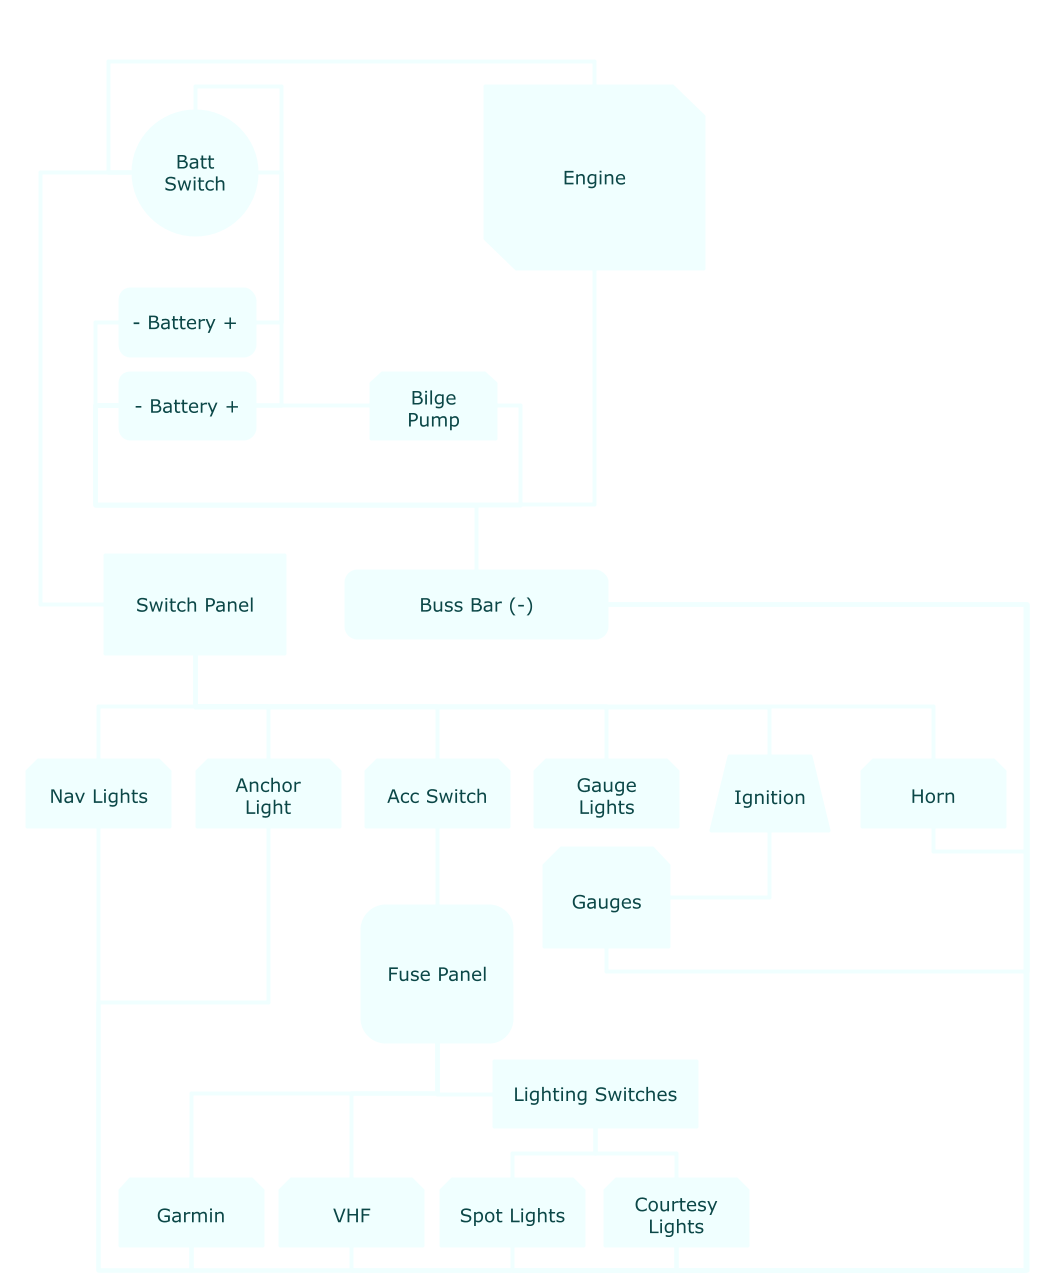 Batt
Switch
Engine
- Battery +
- Battery +
Bilge
Pump
Switch Panel
Buss Bar (-)
Nav Lights
Anchor
Light
Acc Switch
Gauge
Lights
Ignition
Horn
Gauges
Fuse Panel
Lighting Switches
Garmin
VHF
Spot Lights
Courtesy
Lights